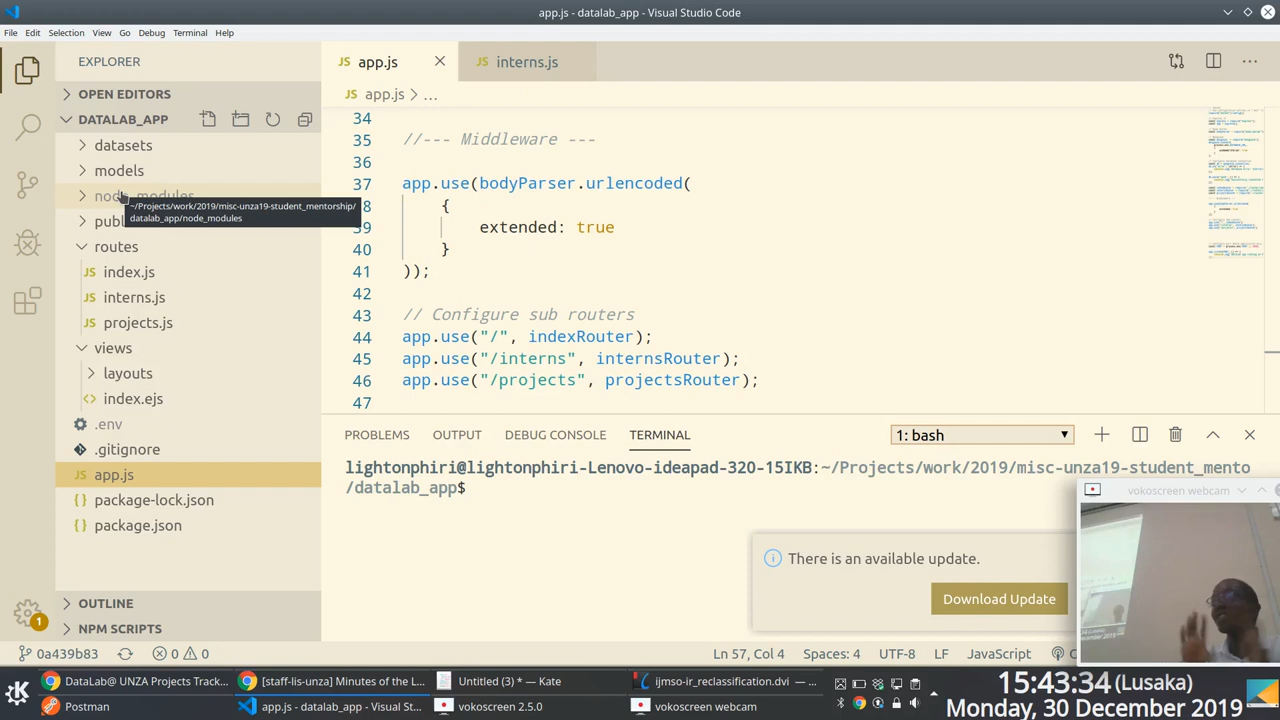 app.js - datalab_app - Visual Studio Code
File Edit Selection View Go Debug Terminal Help
EXPLORER
OPEN EDITORS
DATALAB_APP
datasets
models
node_modules
~/Projects/work/2019/misc-unza19-student_mentorship/
datalab_app/node_modules
publ
routes
index.js
interns.js
projects.js
views
layouts
index.ejs
.env
.gitignore
app.js
package-lock.json
package.json
OUTLINE
NPM SCRIPTS
JS app.js
JS interns.js
JS app.js > ...
34
35 //--- Middleware ---
36
37 app.use(bodyParser.urlencoded(
38 {
39 extended: true
40 }
41 ));
42
43 // Configure sub routers
44 app.use("/", indexRouter);
45 app.use("/interns", internsRouter);
46 app.use("/projects", projectsRouter);
47
PROBLEMS OUTPUT DEBUG CONSOLE TERMINAL
1: bash
lightonphiri@lightonphiri-Lenovo-ideapad-320-15IKB:~/Projects/work/2019/misc-unza19-student_mento
/datalab_app$
vokoscreen webcam
There is an available update.
Download Update
1
0a439b83 0 0 Ln 57, Col 4 Spaces: 4 UTF-8 LF JavaScript
DataLab@ UNZA Projects Track... [staff-lis-unza] Minutes of the L... Untitled (3) * — Kate ijmso-ir_reclassification.dvi —...
Postman app.js - datalab_app - Visual St... vokoscreen 2.5.0 vokoscreen webcam
15:43:34 (Lusaka)
Monday, 30 December 2019